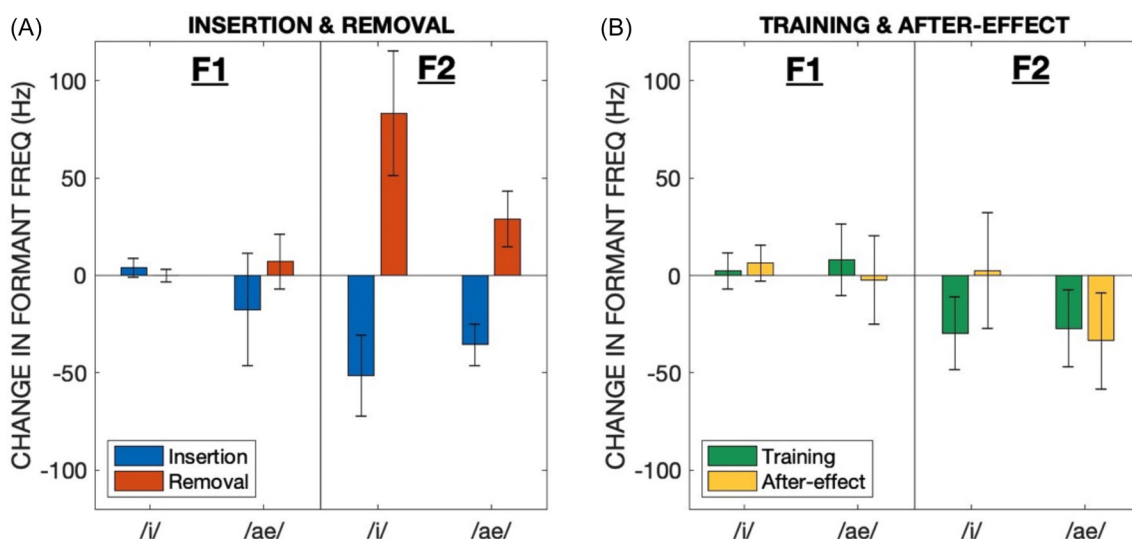 (A)
INSERTION & REMOVAL
CHANGE IN FORMANT FREQ (Hz)
100
50
0
-50
-100
F1
F2
Insertion
Removal
/i/
/ae/
/i/
/ae/
(B)
TRAINING & AFTER-EFFECT
CHANGE IN FORMANT FREQ (Hz)
100
50
0
-50
-100
F1
F2
Training
After-effect
/i/
/ae/
/i/
/ae/